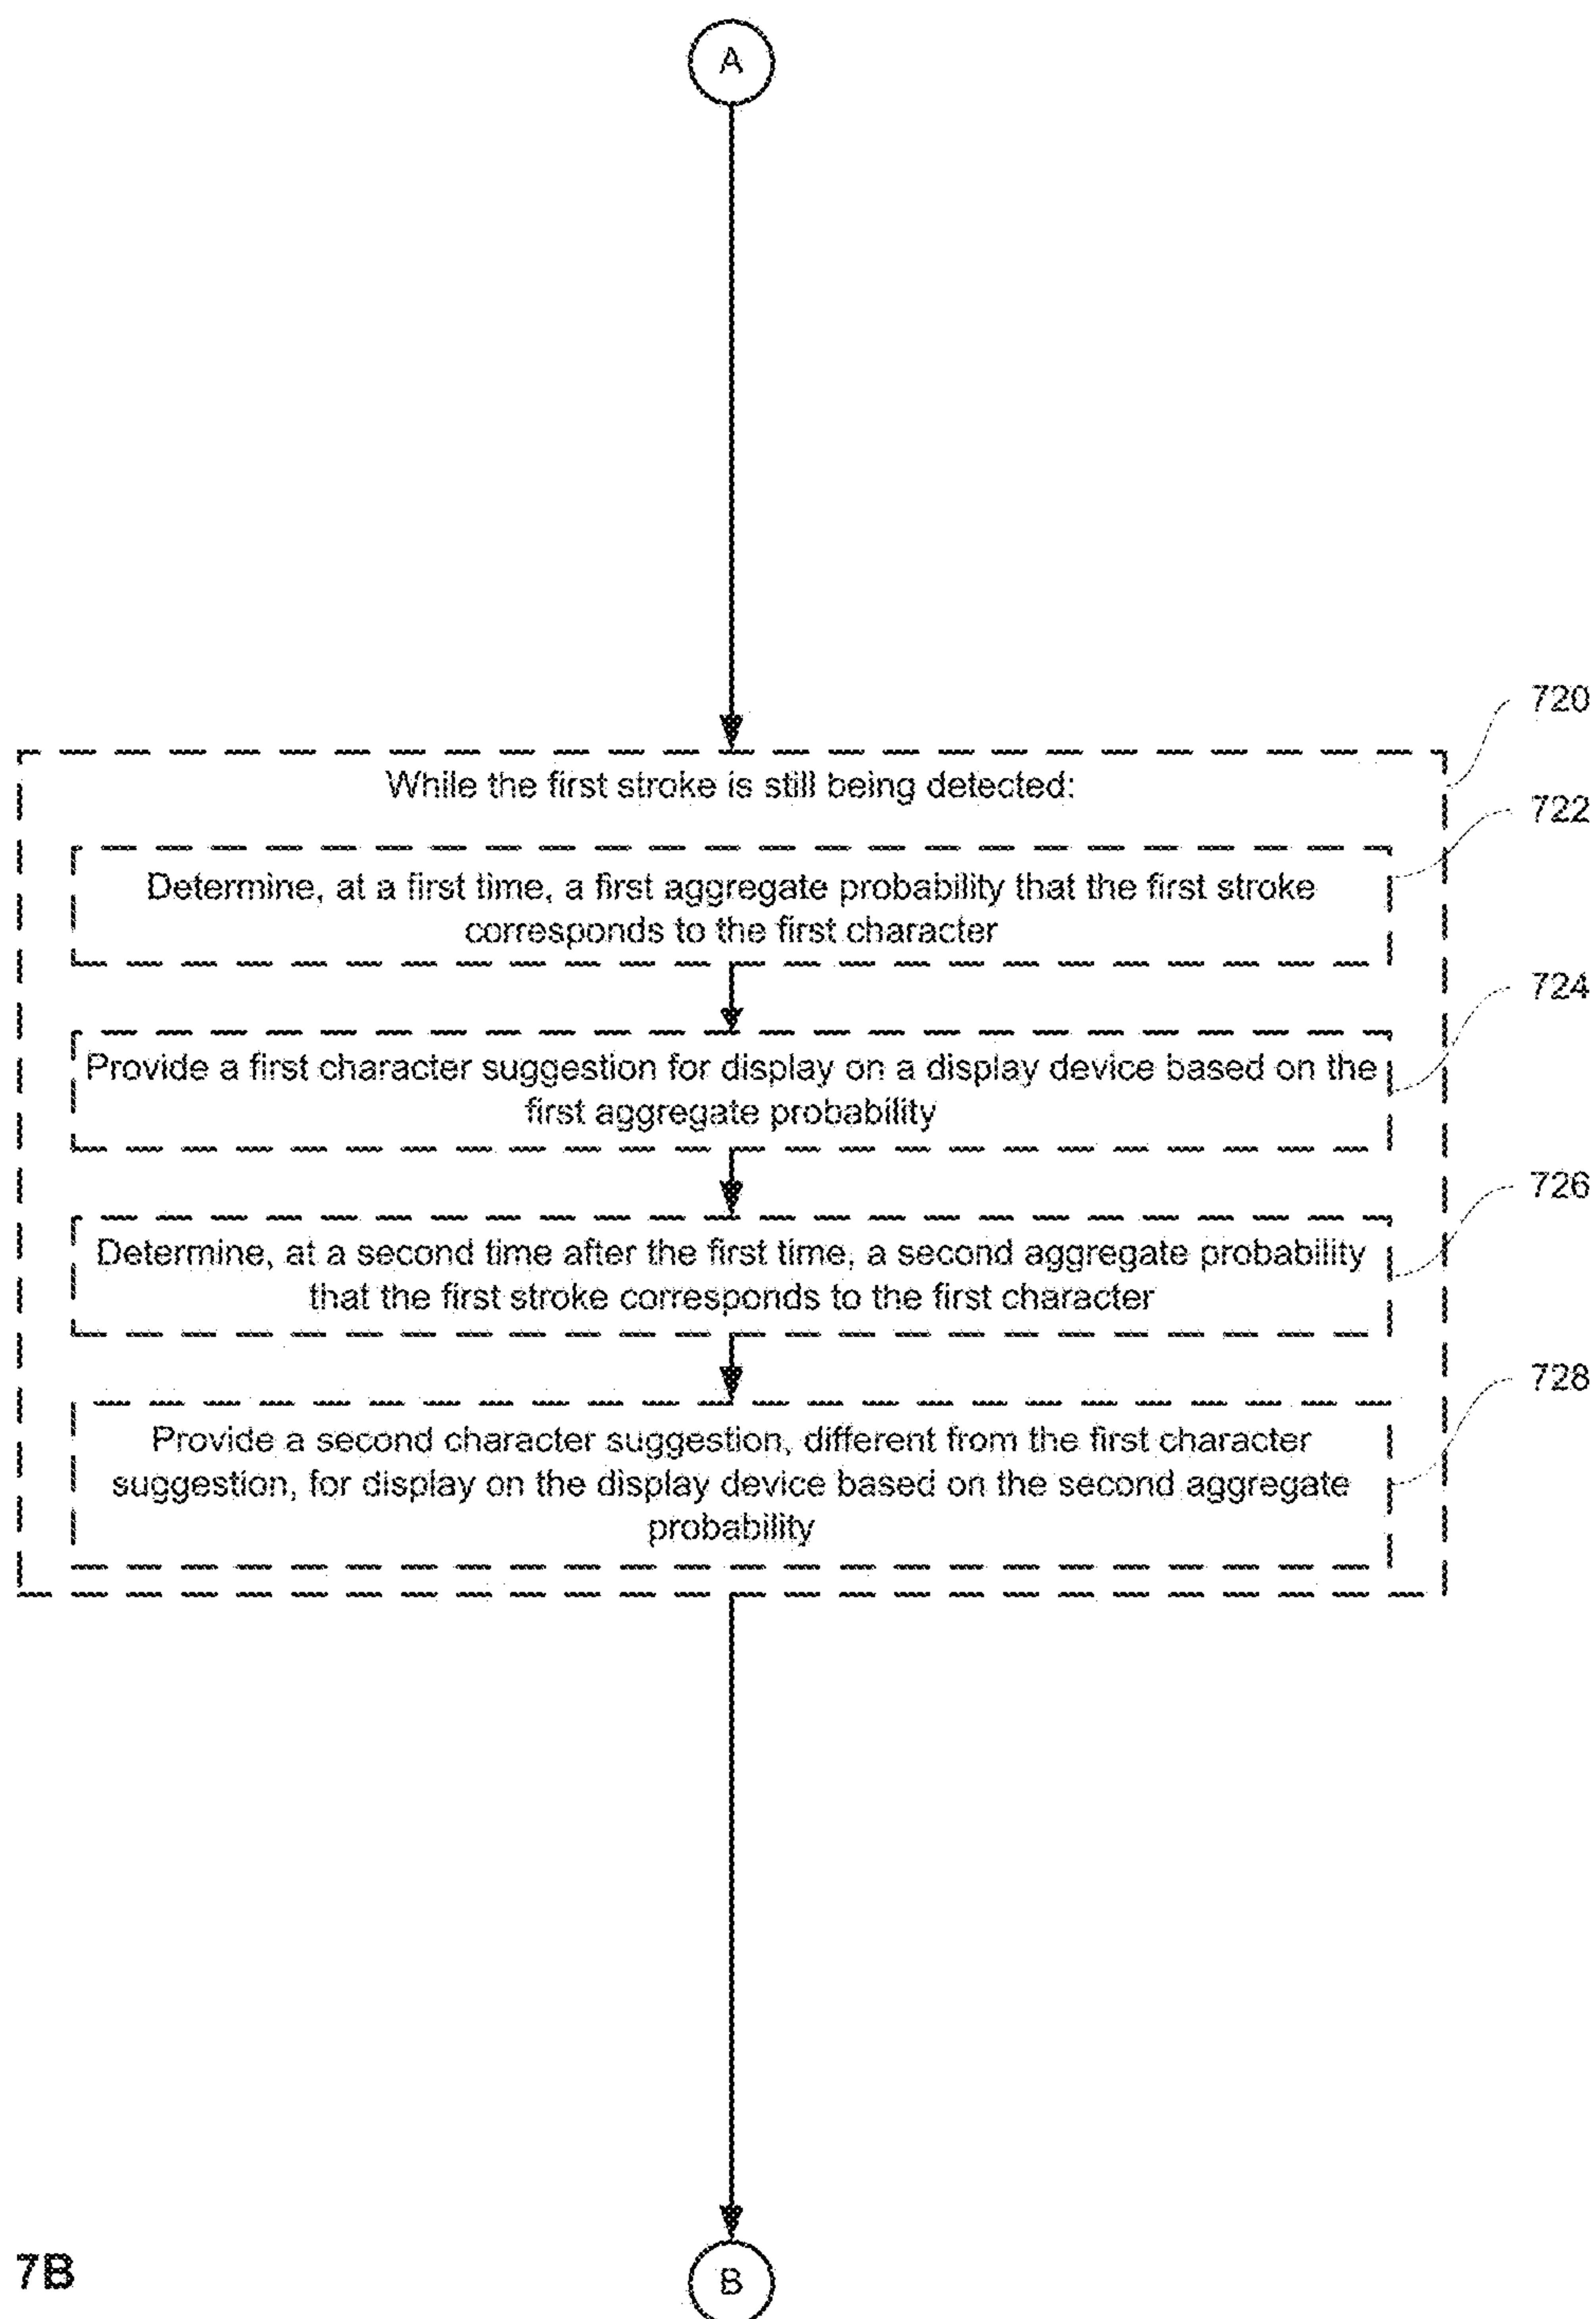 A
720
While the first stroke is still being detected:
722
Determine, at a first time, a first aggregate probability that the first stroke
corresponds to the first character
724
Provide a first character suggestion for display on a display device based on the
first aggregate probability
726
Determine, at a second time after the first time, a second aggregate probability
that the first stroke corresponds to the first character
728
Provide a second character suggestion, different from the first character
suggestion, for display on the display device based on the second aggregate
probability
7B
B